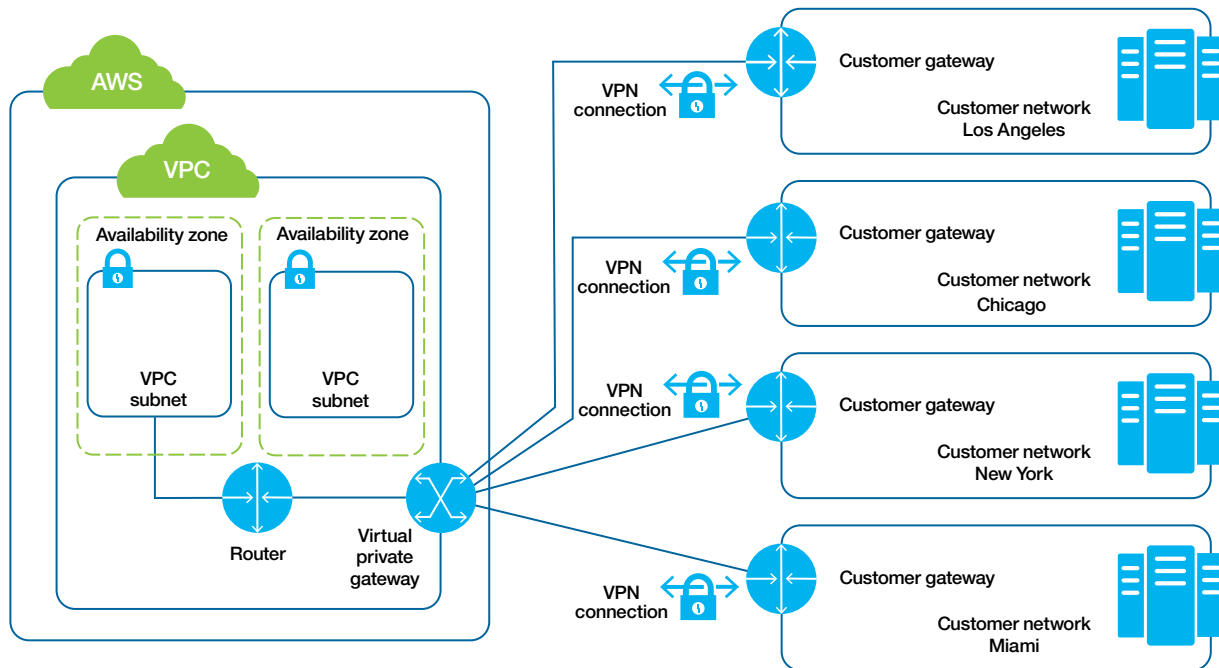 AWS
VPC
Availability zone
VPC
subnet
Availability zone
VPC
subnet
Router
Virtual
private
gateway
VPN
connection
Customer gateway
Customer network
Los Angeles
VPN
connection
Customer gateway
Customer network
Chicago
VPN
connection
Customer gateway
Customer network
New York
VPN
connection
Customer gateway
Customer network
Miami